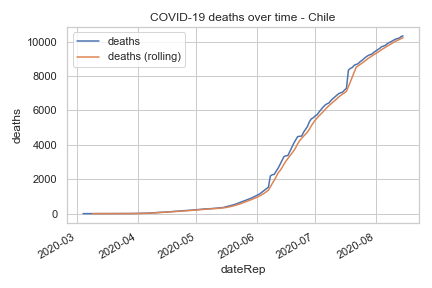 COVID-19 deaths over time - Chile
deaths
deaths (rolling)
10000
8000
6000
4000
2000
0
deaths
2020-03
2020-04
2020-05
2020-06
2020-07
2020-08
dateRep